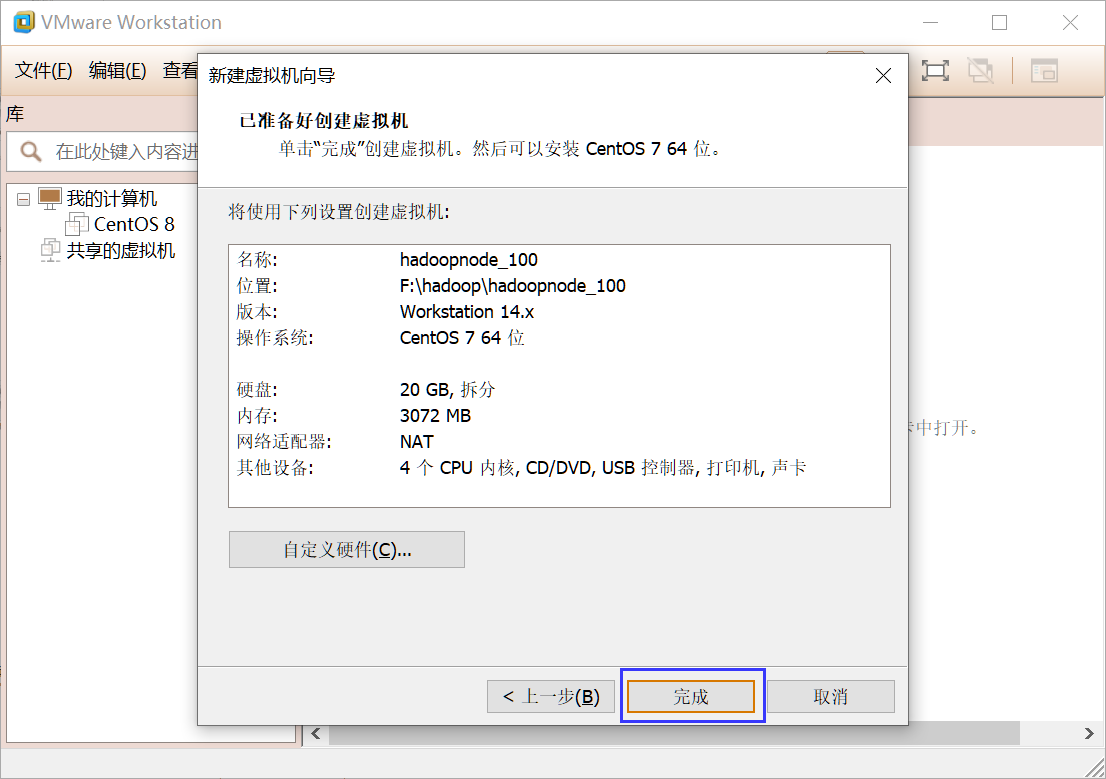 VMware Workstation
文件(F) 编辑(E) 查看
新建虚拟机向导
库
已准备好创建虚拟机
单击“完成”创建虚拟机。然后可以安装 CentOS 7 64 位。
在此处键入内容进
我的计算机
CentOS 8
共享的虚拟机
将使用下列设置创建虚拟机:
名称: hadoopnode_100
位置: F:\hadoop\hadoopnode_100
版本: Workstation 14.x
操作系统: CentOS 7 64 位
硬盘: 20 GB, 拆分
内存: 3072 MB
网络适配器: NAT
其他设备: 4 个 CPU 内核, CD/DVD, USB 控制器, 打印机, 声卡
中打开。
自定义硬件(C)...
< 上一步(B) 完成 取消